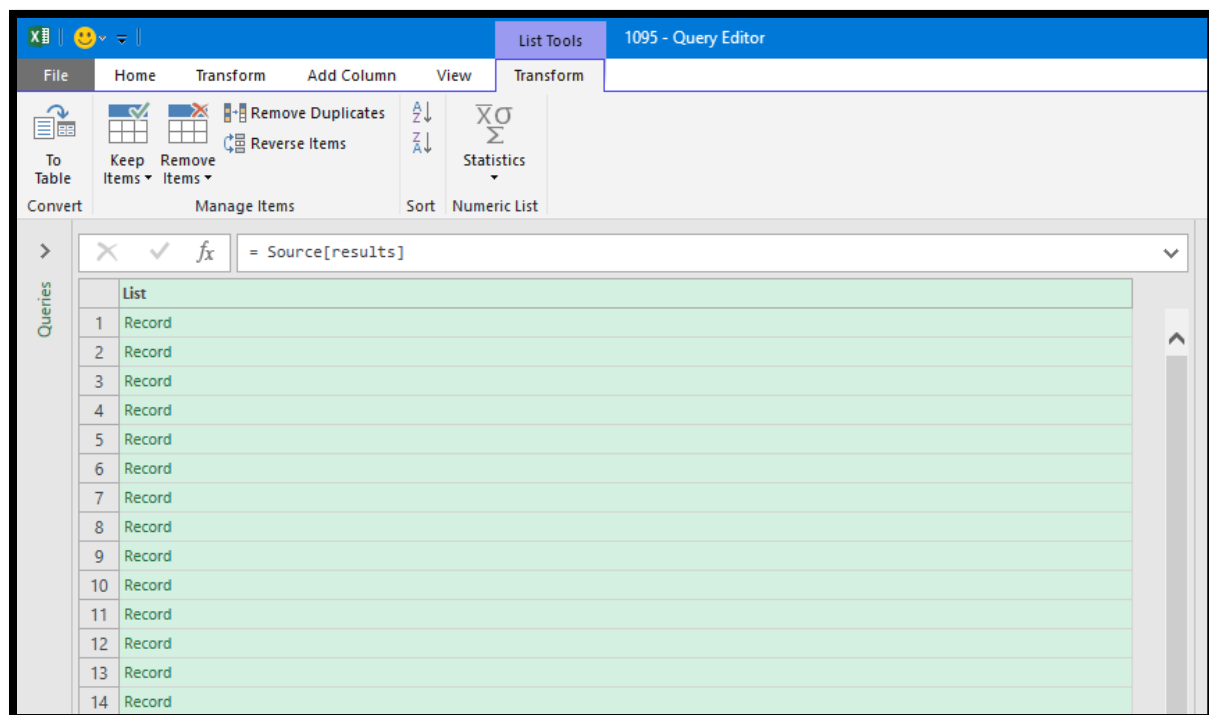 List Tools 1095 - Query Editor
File Home Transform Add Column View Transform
To Table
Keep Items
Remove Items
Remove Duplicates
Reverse Items
Statistics
Convert Manage Items Sort Numeric List
fx = Source[results]
Queries
List
1 Record
2 Record
3 Record
4 Record
5 Record
6 Record
7 Record
8 Record
9 Record
10 Record
11 Record
12 Record
13 Record
14 Record